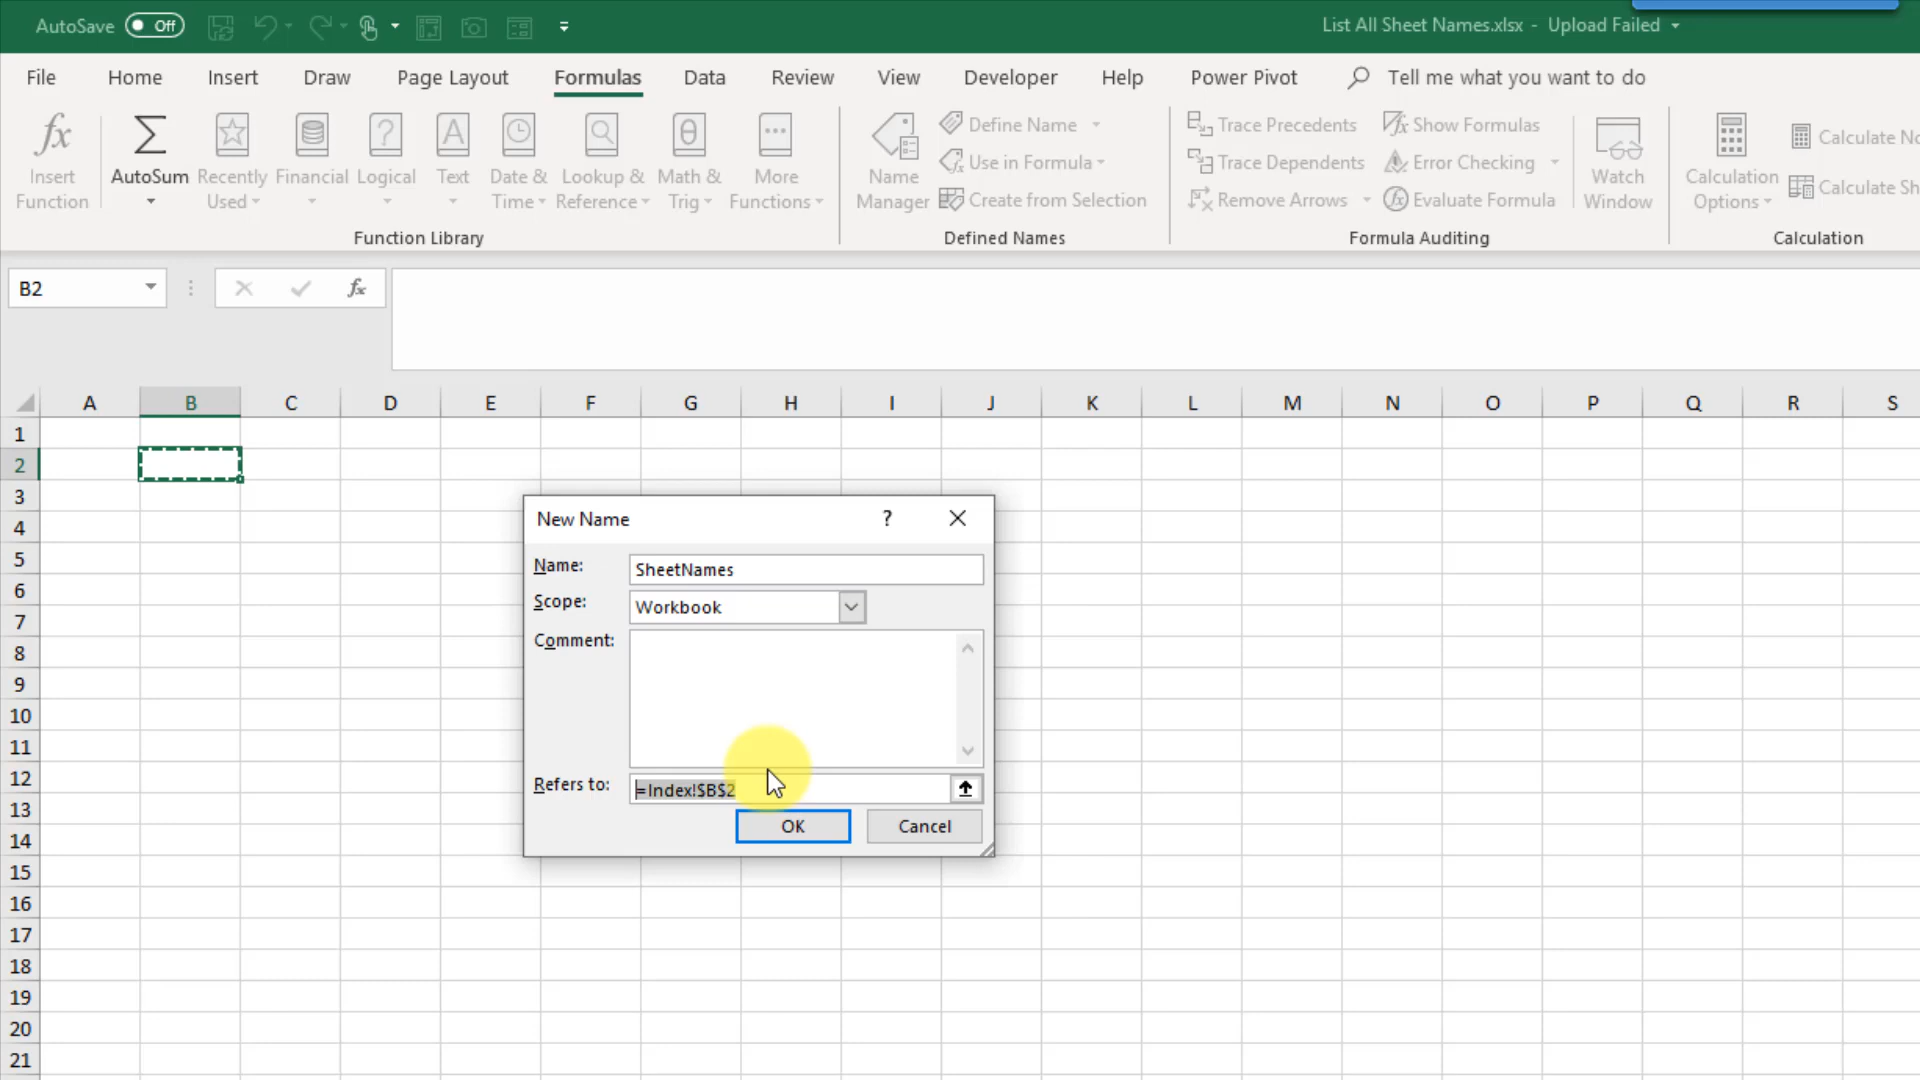 AutoSave Off
List All Sheet Names.xlsx - Upload Failed
File Home Insert Draw Page Layout Formulas Data Review View Developer Help Power Pivot Tell me what you want to do
Insert Function
AutoSum
Recently Used
Financial
Logical
Text
Date & Time
Lookup & Reference
Math & Trig
More Functions
Function Library
Name Manager
Define Name
Use in Formula
Create from Selection
Defined Names
Trace Precedents
Trace Dependents
Remove Arrows
Show Formulas
Error Checking
Evaluate Formula
Formula Auditing
Watch Window
Calculation Options
Calculate No
Calculate Sh
Calculation
B2
fx
A B C D E F G H I J K L M N O P Q R S
1
2
3
4
5
6
7
8
9
10
11
12
13
14
15
16
17
18
19
20
21
New Name ?
Name: SheetNames
Scope: Workbook
Comment:
Refers to: =Index!$B$2
OK Cancel